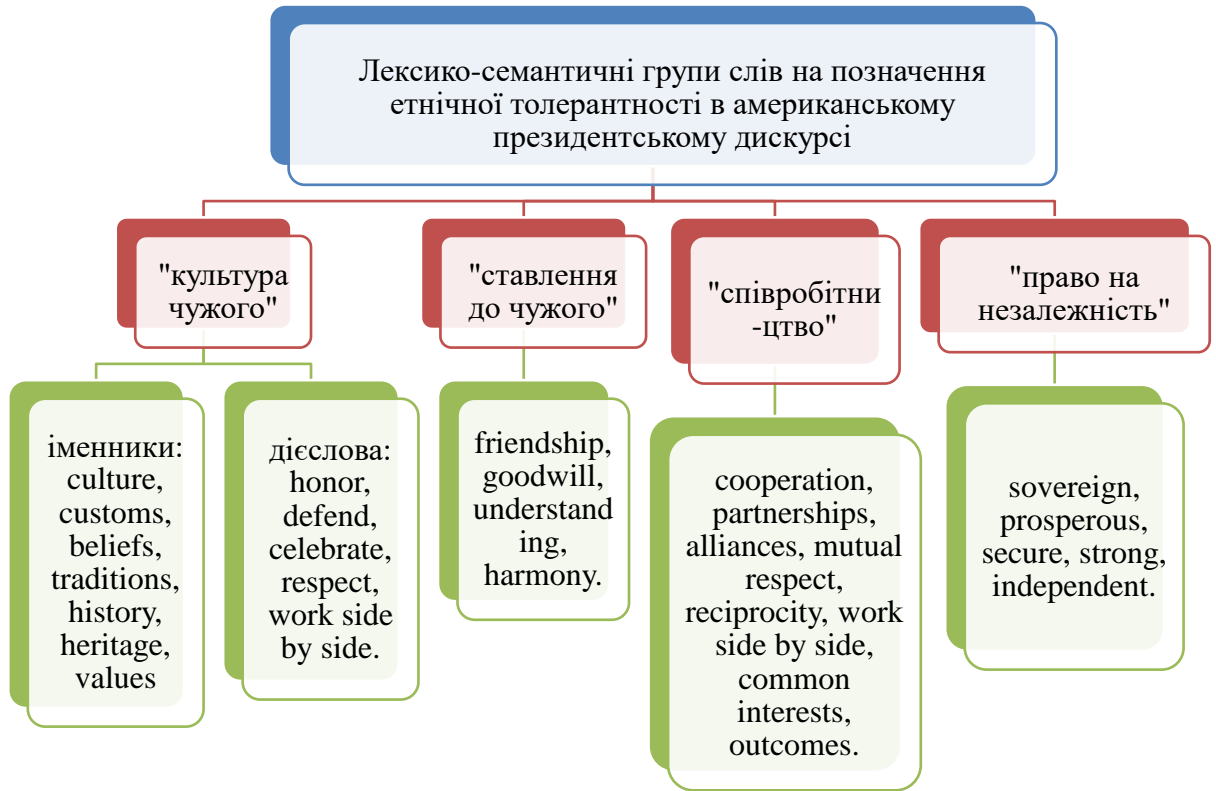 Лексико-семантичні групи слів на позначення
етнічної толерантності в американському
президентському дискурсі
"культура
чужого"
"ставлення
до чужого"
"співробітни
-цтво"
"право на
незалежність"
іменники:
culture,
customs,
beliefs,
traditions,
history,
heritage,
values
дієслова:
honor,
defend,
celebrate,
respect,
work side
by side.
friendship,
goodwill,
understand
ing,
harmony.
cooperation,
partnerships,
alliances, mutual
respect,
reciprocity, work
side by side,
common
interests,
outcomes.
sovereign,
prosperous,
secure, strong,
independent.